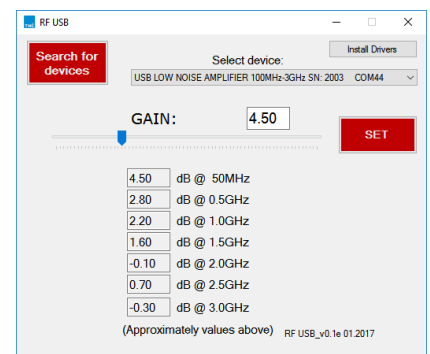 RF USB
Install Drivers
Search for
devices
Select device:
USB LOW NOISE AMPLIFIER 100MHz-3GHz SN: 2003 COM44
GAIN: 4.50
SET
4.50 dB @ 50MHz
2.80 dB @ 0.5GHz
2.20 dB @ 1.0GHz
1.60 dB @ 1.5GHz
-0.10 dB @ 2.0GHz
0.70 dB @ 2.5GHz
-0.30 dB @ 3.0GHz
(Approximately values above) RF USB_v0.1e 01.2017